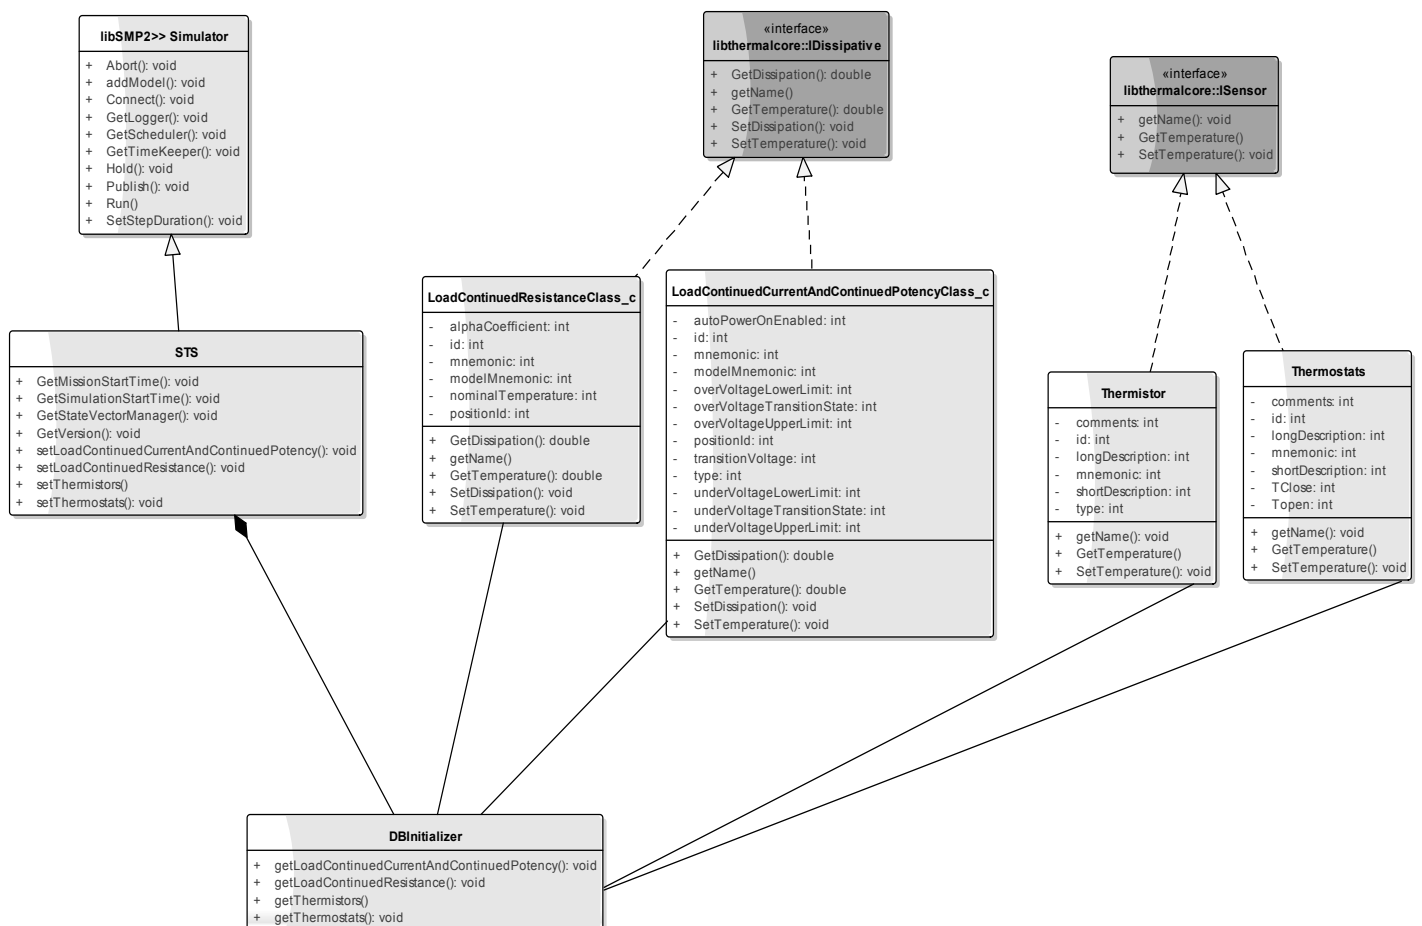 libSMP2>> Simulator
+ Abort(): void
+ addModel(): void
+ Connect(): void
+ GetLogger(): void
+ GetScheduler(): void
+ GetTimeKeeper(): void
+ Hold(): void
+ Publish(): void
+ Run()
+ SetStepDuration(): void
«interface»
libthermalcore::IDissipative
+ GetDissipation(): double
+ getName()
+ GetTemperature(): double
+ SetDissipation(): void
+ SetTemperature(): void
«interface»
libthermalcore::ISensor
+ getName(): void
+ GetTemperature()
+ SetTemperature(): void
STS
+ GetMissionStartTime(): void
+ GetSimulationStartTime(): void
+ GetStateVectorManager(): void
+ GetVersion(): void
+ setLoadContinuedCurrentAndContinuedPotency(): void
+ setLoadContinuedResistance(): void
+ setThermistors()
+ setThermostats(): void
LoadContinuedResistanceClass_c
- alphaCoefficient: int
- id: int
- mnemonic: int
- modelMnemonic: int
- nominalTemperature: int
- positionId: int
+ GetDissipation(): double
+ getName()
+ GetTemperature(): double
+ SetDissipation(): void
+ SetTemperature(): void
LoadContinuedCurrentAndContinuedPotencyClass_c
- autoPowerOnEnabled: int
- id: int
- mnemonic: int
- modelMnemonic: int
- overVoltageLowerLimit: int
- overVoltageTransitionState: int
- overVoltageUpperLimit: int
- positionId: int
- transitionVoltage: int
- type: int
- underVoltageLowerLimit: int
- underVoltageTransitionState: int
- underVoltageUpperLimit: int
+ GetDissipation(): double
+ getName()
+ GetTemperature(): double
+ SetDissipation(): void
+ SetTemperature(): void
Thermistor
- comments: int
- id: int
- longDescription: int
- mnemonic: int
- shortDescription: int
- type: int
+ getName(): void
+ GetTemperature()
+ SetTemperature(): void
Thermostats
- comments: int
- id: int
- longDescription: int
- mnemonic: int
- shortDescription: int
- TClose: int
- Topen: int
+ getName(): void
+ GetTemperature()
+ SetTemperature(): void
DBInitializer
+ getLoadContinuedCurrentAndContinuedPotency(): void
+ getLoadContinuedResistance(): void
+ getThermistors()
+ getThermostats(): void